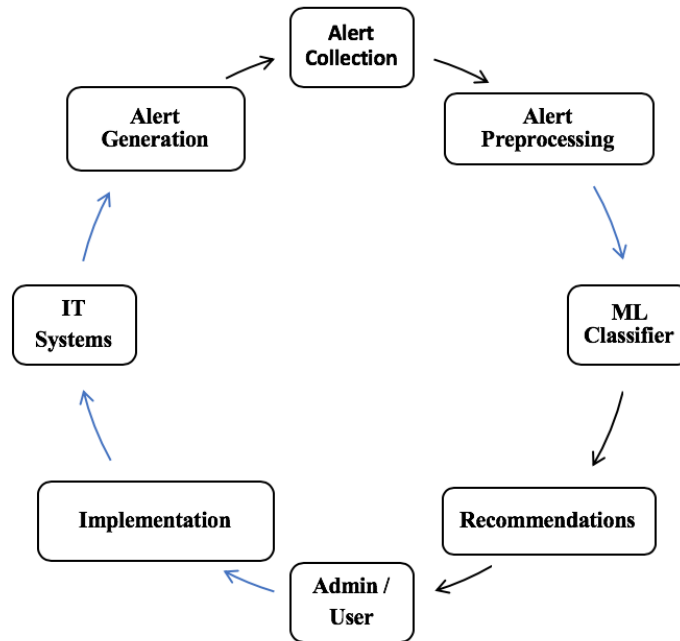 Alert
Collection
Alert
Preprocessing
ML
Classifier
Recommendations
Admin /
User
Implementation
IT
Systems
Alert
Generation